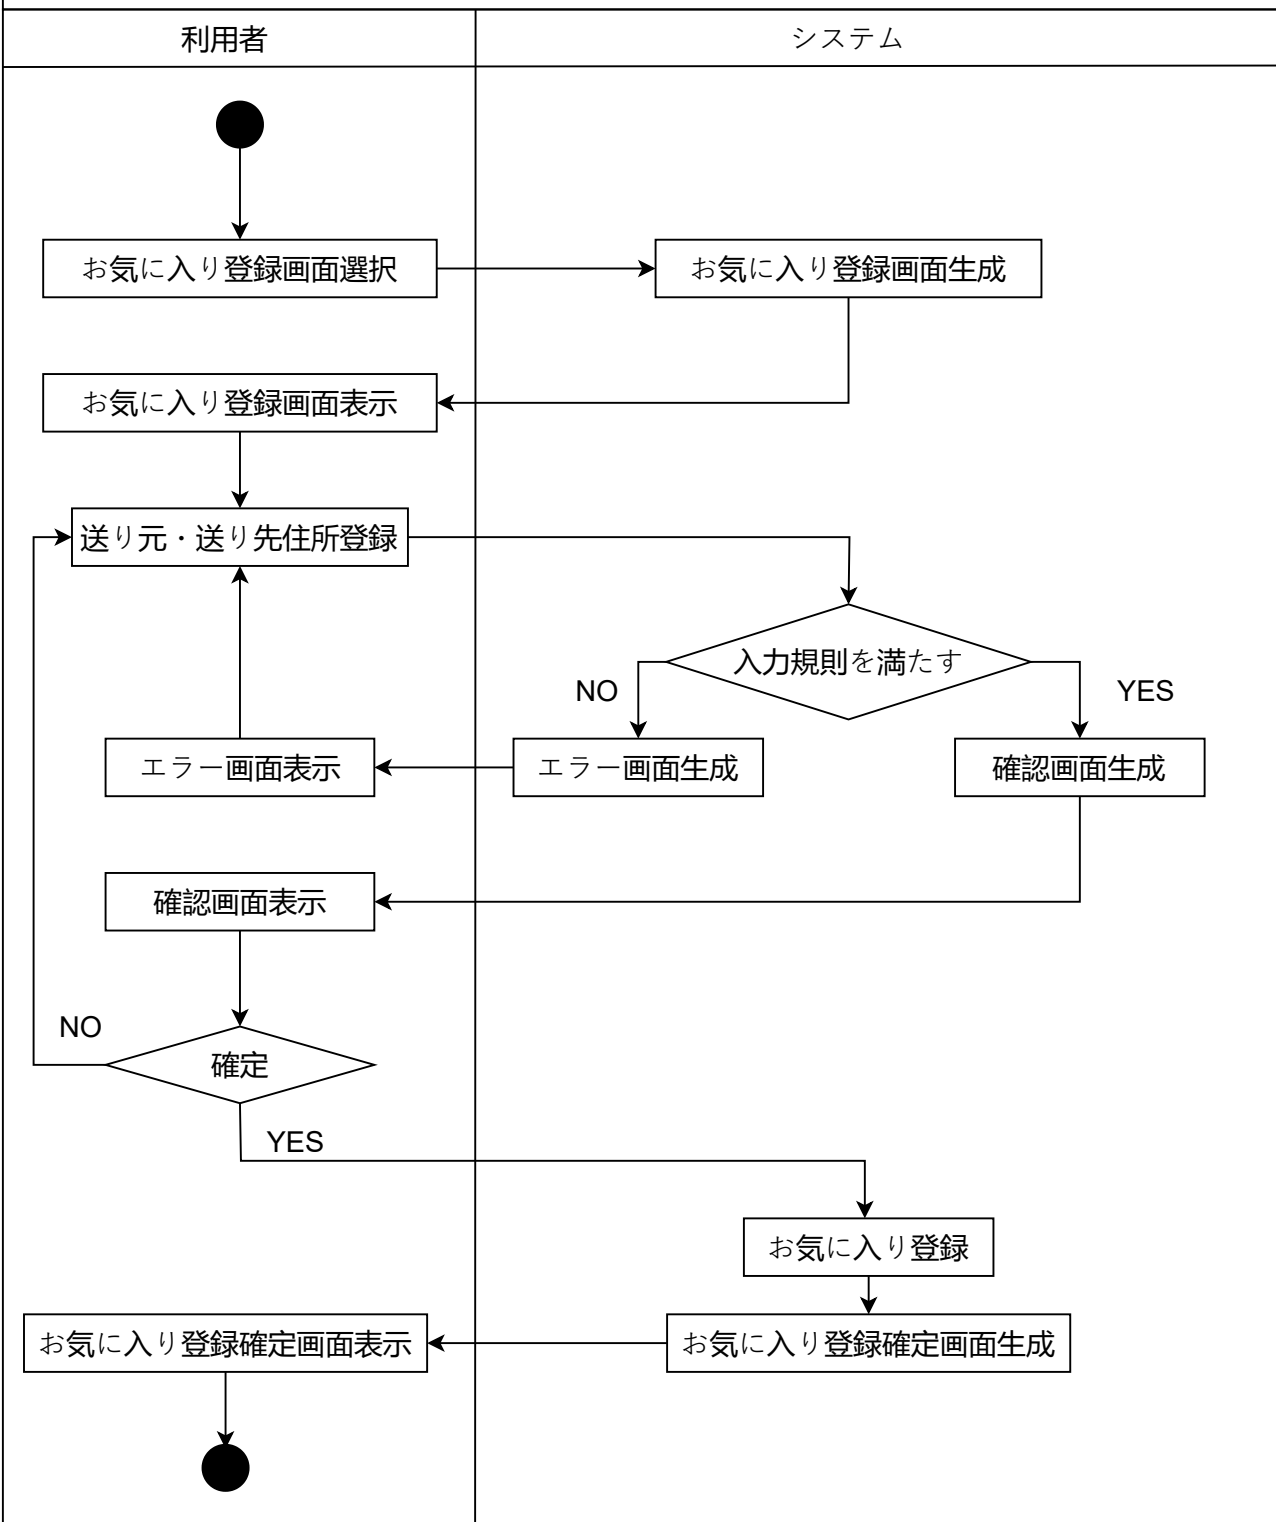 利用者
システム
お気に入り登録画面選択
お気に入り登録画面生成
お気に入り登録画面表示
送り元・送り先住所登録
入力規則を満たす
NO
YES
エラー画面表示
エラー画面生成
確認画面生成
確認画面表示
NO
確定
YES
お気に入り登録
お気に入り登録確定画面表示
お気に入り登録確定画面生成